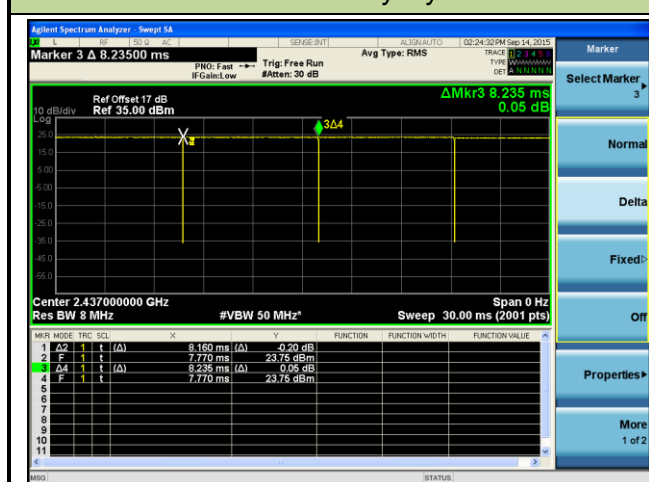 Agilent Spectrum Analyzer - Swept SA
L RF 50 Ω AC SENSE:INT ALIGN AUTO 02:24:32 PM Sep 14, 2015
Marker 3 Δ 8.23500 ms Avg Type: RMS TRACE 1 2 3 4 5 6
PNO: Fast Trig: Free Run TYPE WWWWWW
IFGain:Low #Atten: 30 dB DET A N N N N N
ΔMkr3 8.235 ms
Ref Offset 17 dB
10 dB/div Ref 35.00 dBm 0.05 dB
Log
3Δ4
25.0
15.0
5.00
-5.00
-15.0
-25.0
-35.0
-45.0
-55.0
Center 2.437000000 GHz Span 0 Hz
Res BW 8 MHz #VBW 50 MHz* Sweep 30.00 ms (2001 pts)
MKR MODE TRC SCL X Y FUNCTION FUNCTION WIDTH FUNCTION VALUE
1 Δ2 1 t (Δ) 8.160 ms (Δ) -0.20 dB
2 F 1 t 7.770 ms 23.75 dBm
3 Δ4 1 t (Δ) 8.235 ms (Δ) 0.05 dB
4 F 1 t 7.770 ms 23.75 dBm
5
6
7
8
9
10
11
MSG STATUS
Marker
Select Marker
3
Normal
Delta
Fixed
Off
Properties
More
1 of 2